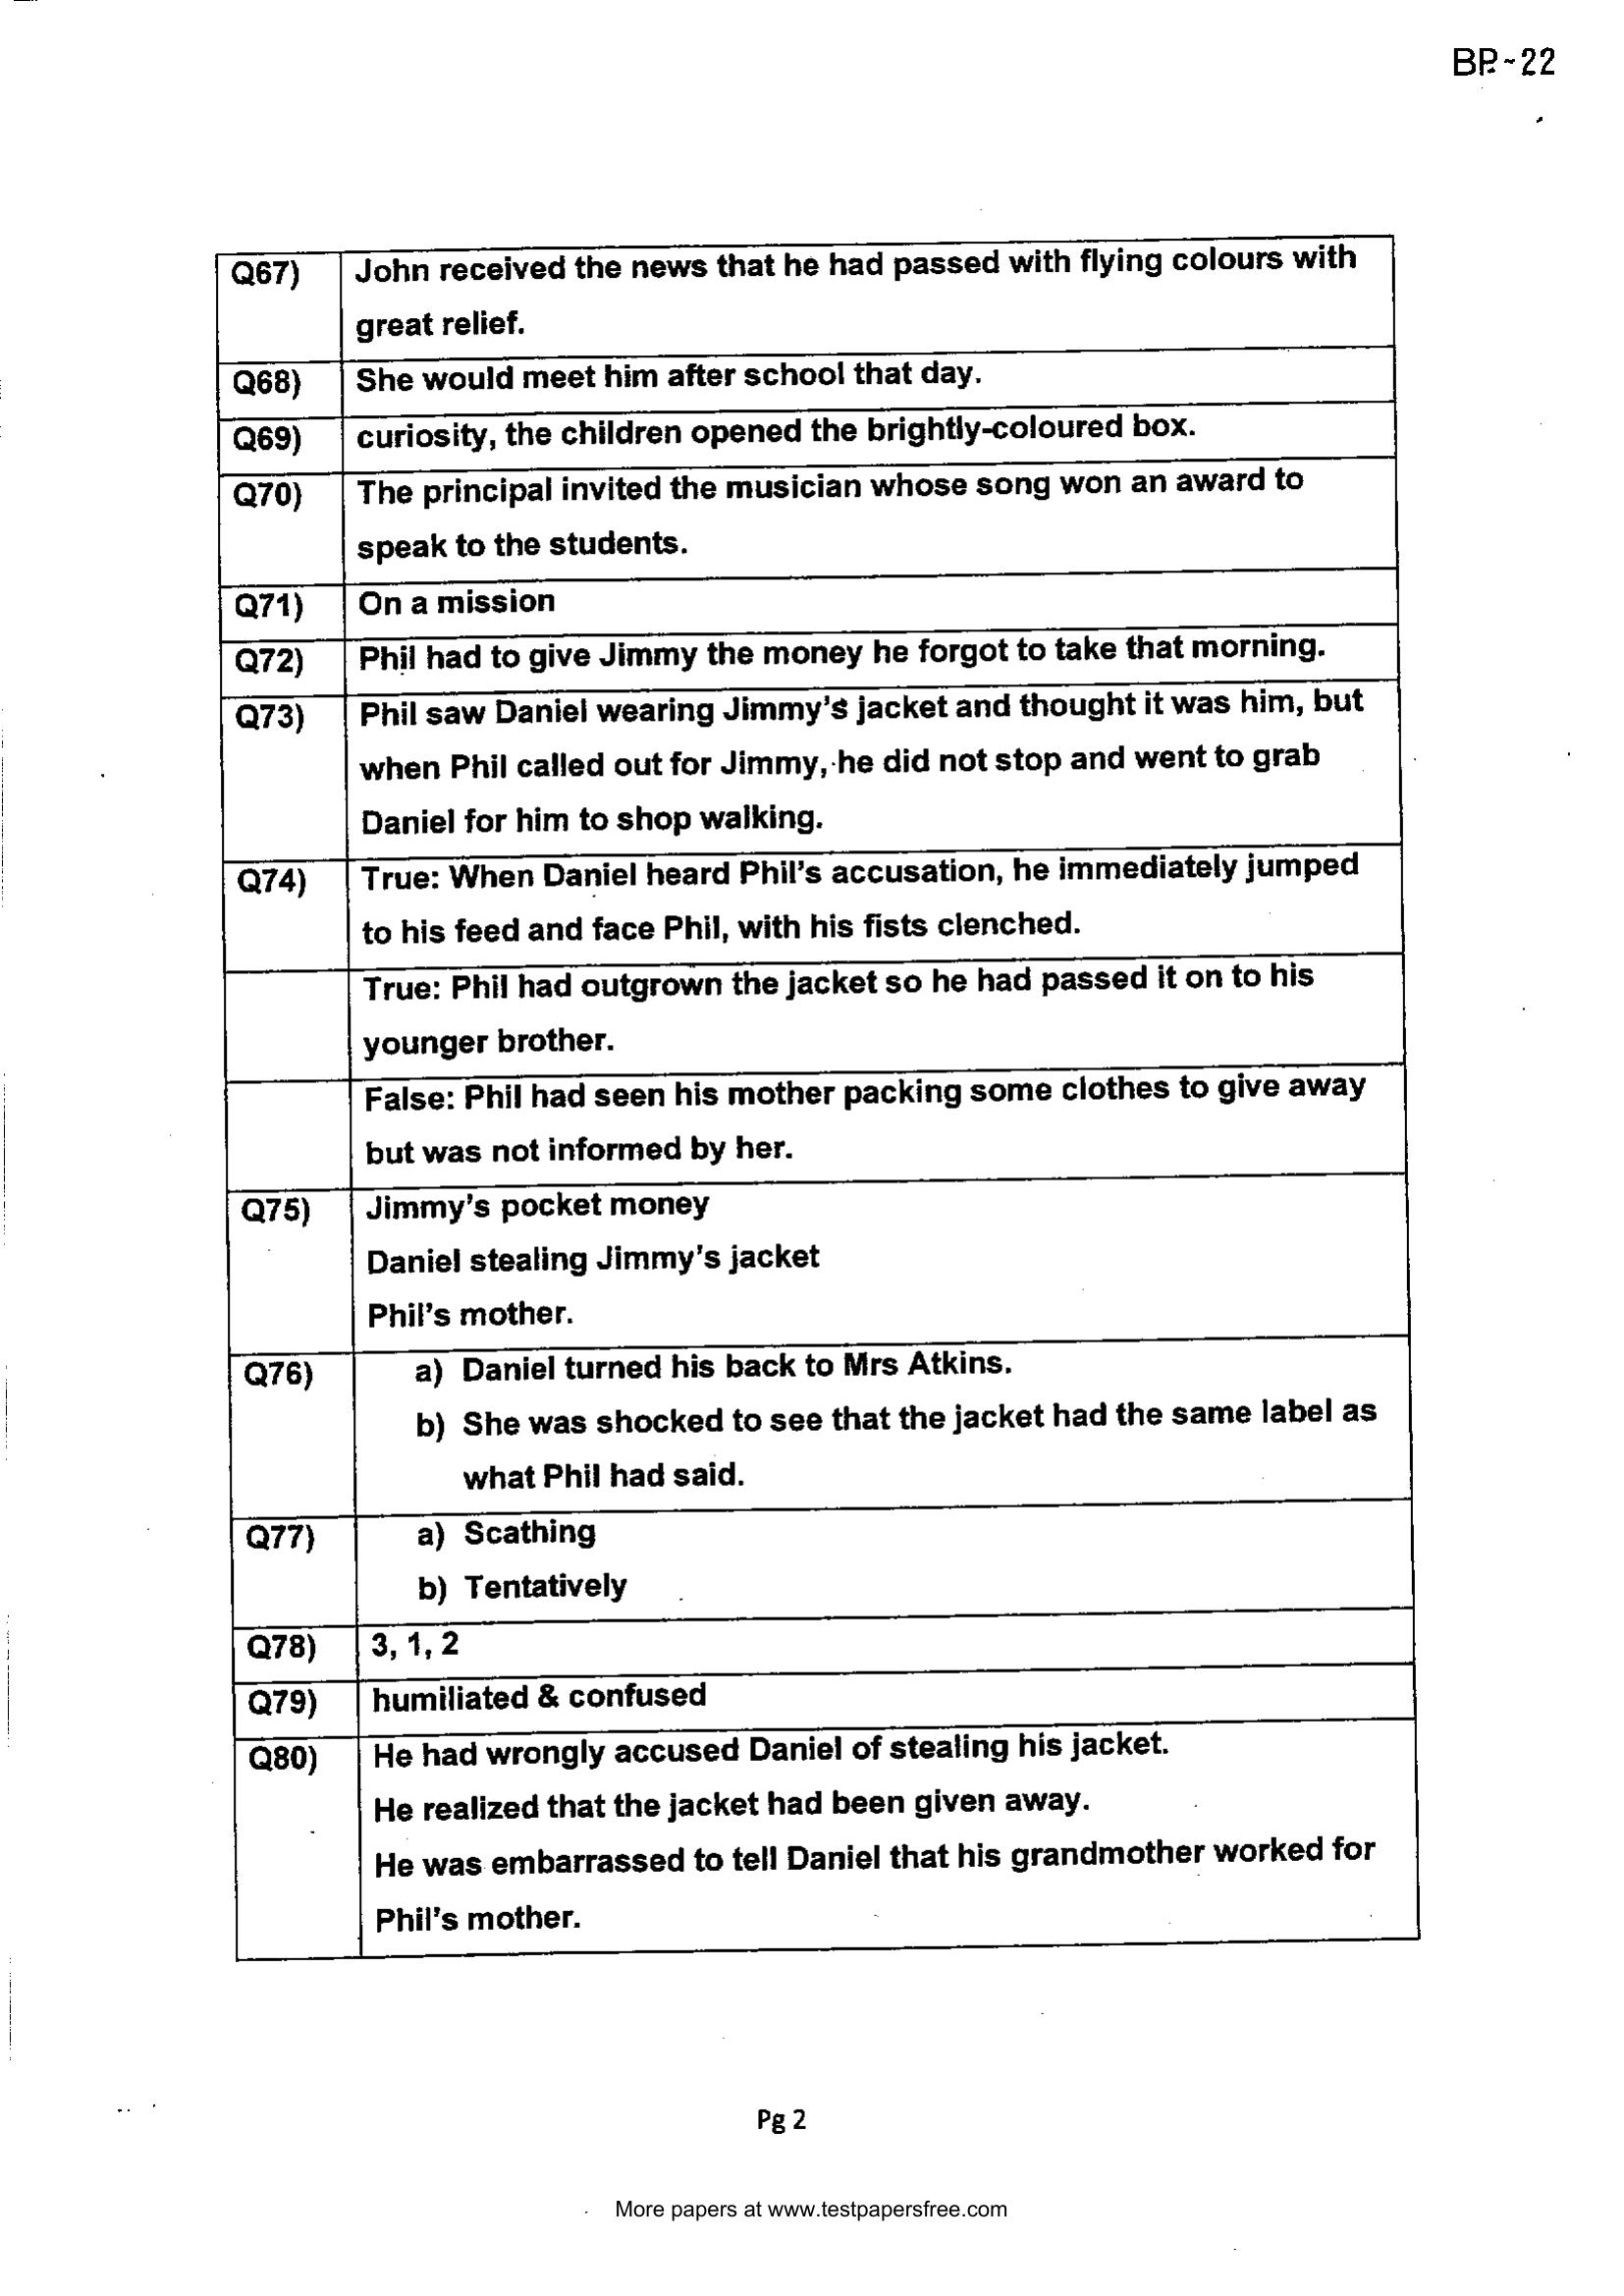 BP-22
Q67) John received the news that he had passed with flying colours with
great relief.
Q68) She would meet him after school that day.
Q69) curiosity, the children opened the brightly-coloured box.
Q70) The principal invited the musician whose song won an award to
speak to the students.
Q71) On a mission
Q72) Phil had to give Jimmy the money he forgot to take that morning.
Q73) Phil saw Daniel wearing Jimmy's jacket and thought it was him, but
when Phil called out for Jimmy, he did not stop and went to grab
Daniel for him to shop walking.
Q74) True: When Daniel heard Phil's accusation, he immediately jumped
to his feed and face Phil, with his fists clenched.
True: Phil had outgrown the jacket so he had passed it on to his
younger brother.
False: Phil had seen his mother packing some clothes to give away
but was not informed by her.
Q75) Jimmy's pocket money
Daniel stealing Jimmy's jacket
Phil's mother.
Q76) a) Daniel turned his back to Mrs Atkins.
b) She was shocked to see that the jacket had the same label as
what Phil had said.
Q77) a) Scathing
b) Tentatively
Q78) 3, 1, 2
Q79) humiliated & confused
Q80) He had wrongly accused Daniel of stealing his jacket.
He realized that the jacket had been given away.
He was embarrassed to tell Daniel that his grandmother worked for
Phil's mother.
Pg 2
More papers at www.testpapersfree.com